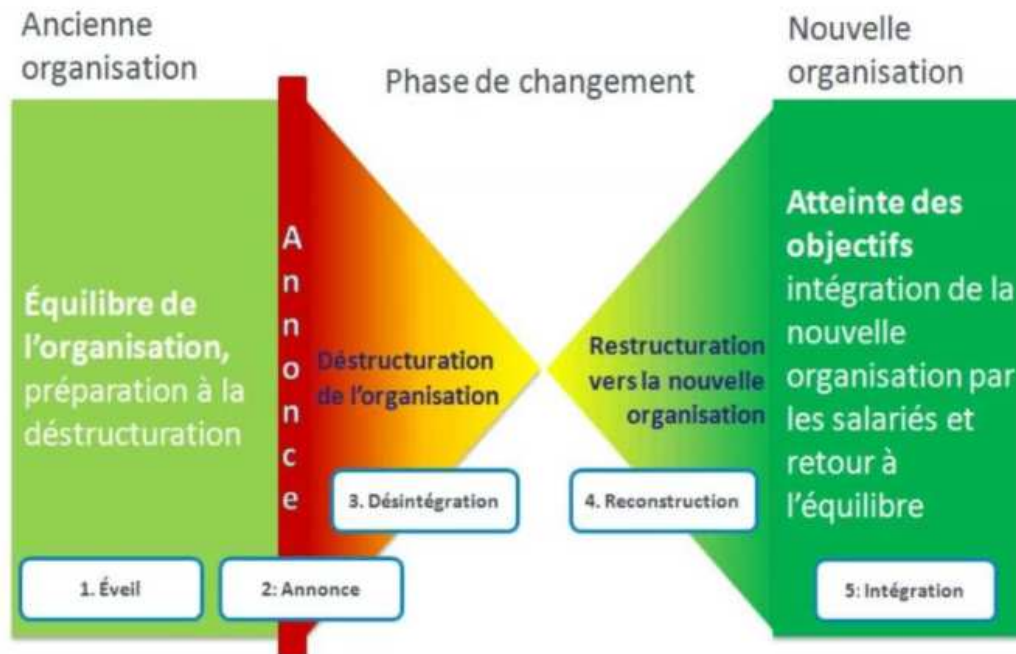 Ancienne
organisation
Phase de changement
Nouvelle
organisation
Équilibre de
l'organisation,
préparation à la
déstructuration
Annonce
Déstructuration
de l'organisation
Restructuration
vers la nouvelle
organisation
Atteinte des
objectifs
intégration de la
nouvelle
organisation par
les salariés et
retour à
l'équilibre
1. Éveil
2: Annonce
3. Désintégration
4. Reconstruction
5: Intégration